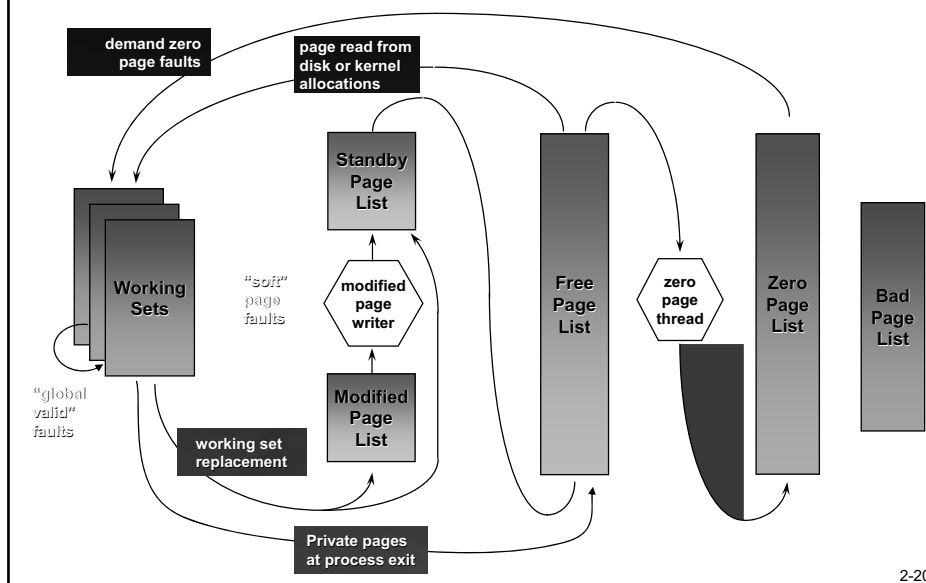 demand zero
page faults
page read from
disk or kernel
allocations
Standby
Page
List
Working
Sets
"soft"
page
faults
modified
page
writer
Free
Page
List
zero
page
thread
Zero
Page
List
Bad
Page
List
"global
valid"
faults
Modified
Page
List
working set
replacement
Private pages
at process exit
2-20